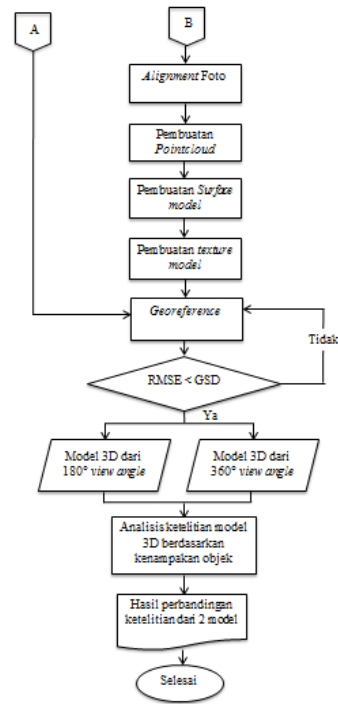 A
B
Alignment Foto
Pembuatan
Pointcloud
Pembuatan Surface
model
Pembuatan texture
model
Georeference
Tidak
RMSE < GSD
Ya
Model 3D dari
180° view angle
Model 3D dari
360° view angle
Analisis ketelitian model
3D berdasarkan
kenampakan objek
Hasil perbandingan
ketelitian dari 2 model
Selesai